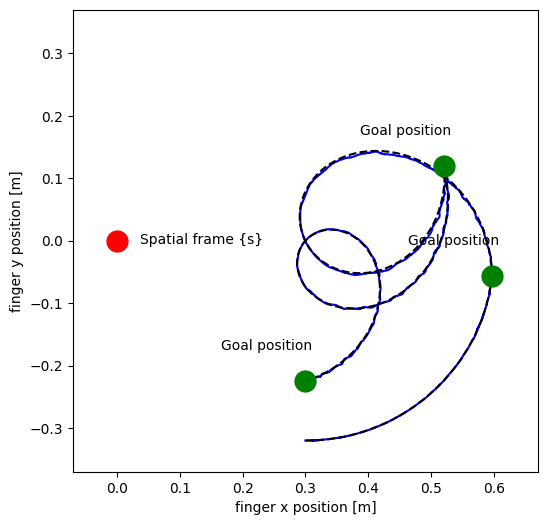 0.3
0.2
0.1
0.0
−0.1
−0.2
−0.3
finger y position [m]
Goal position
Spatial frame {s}
Goal position
Goal position
0.0 0.1 0.2 0.3 0.4 0.5 0.6
finger x position [m]